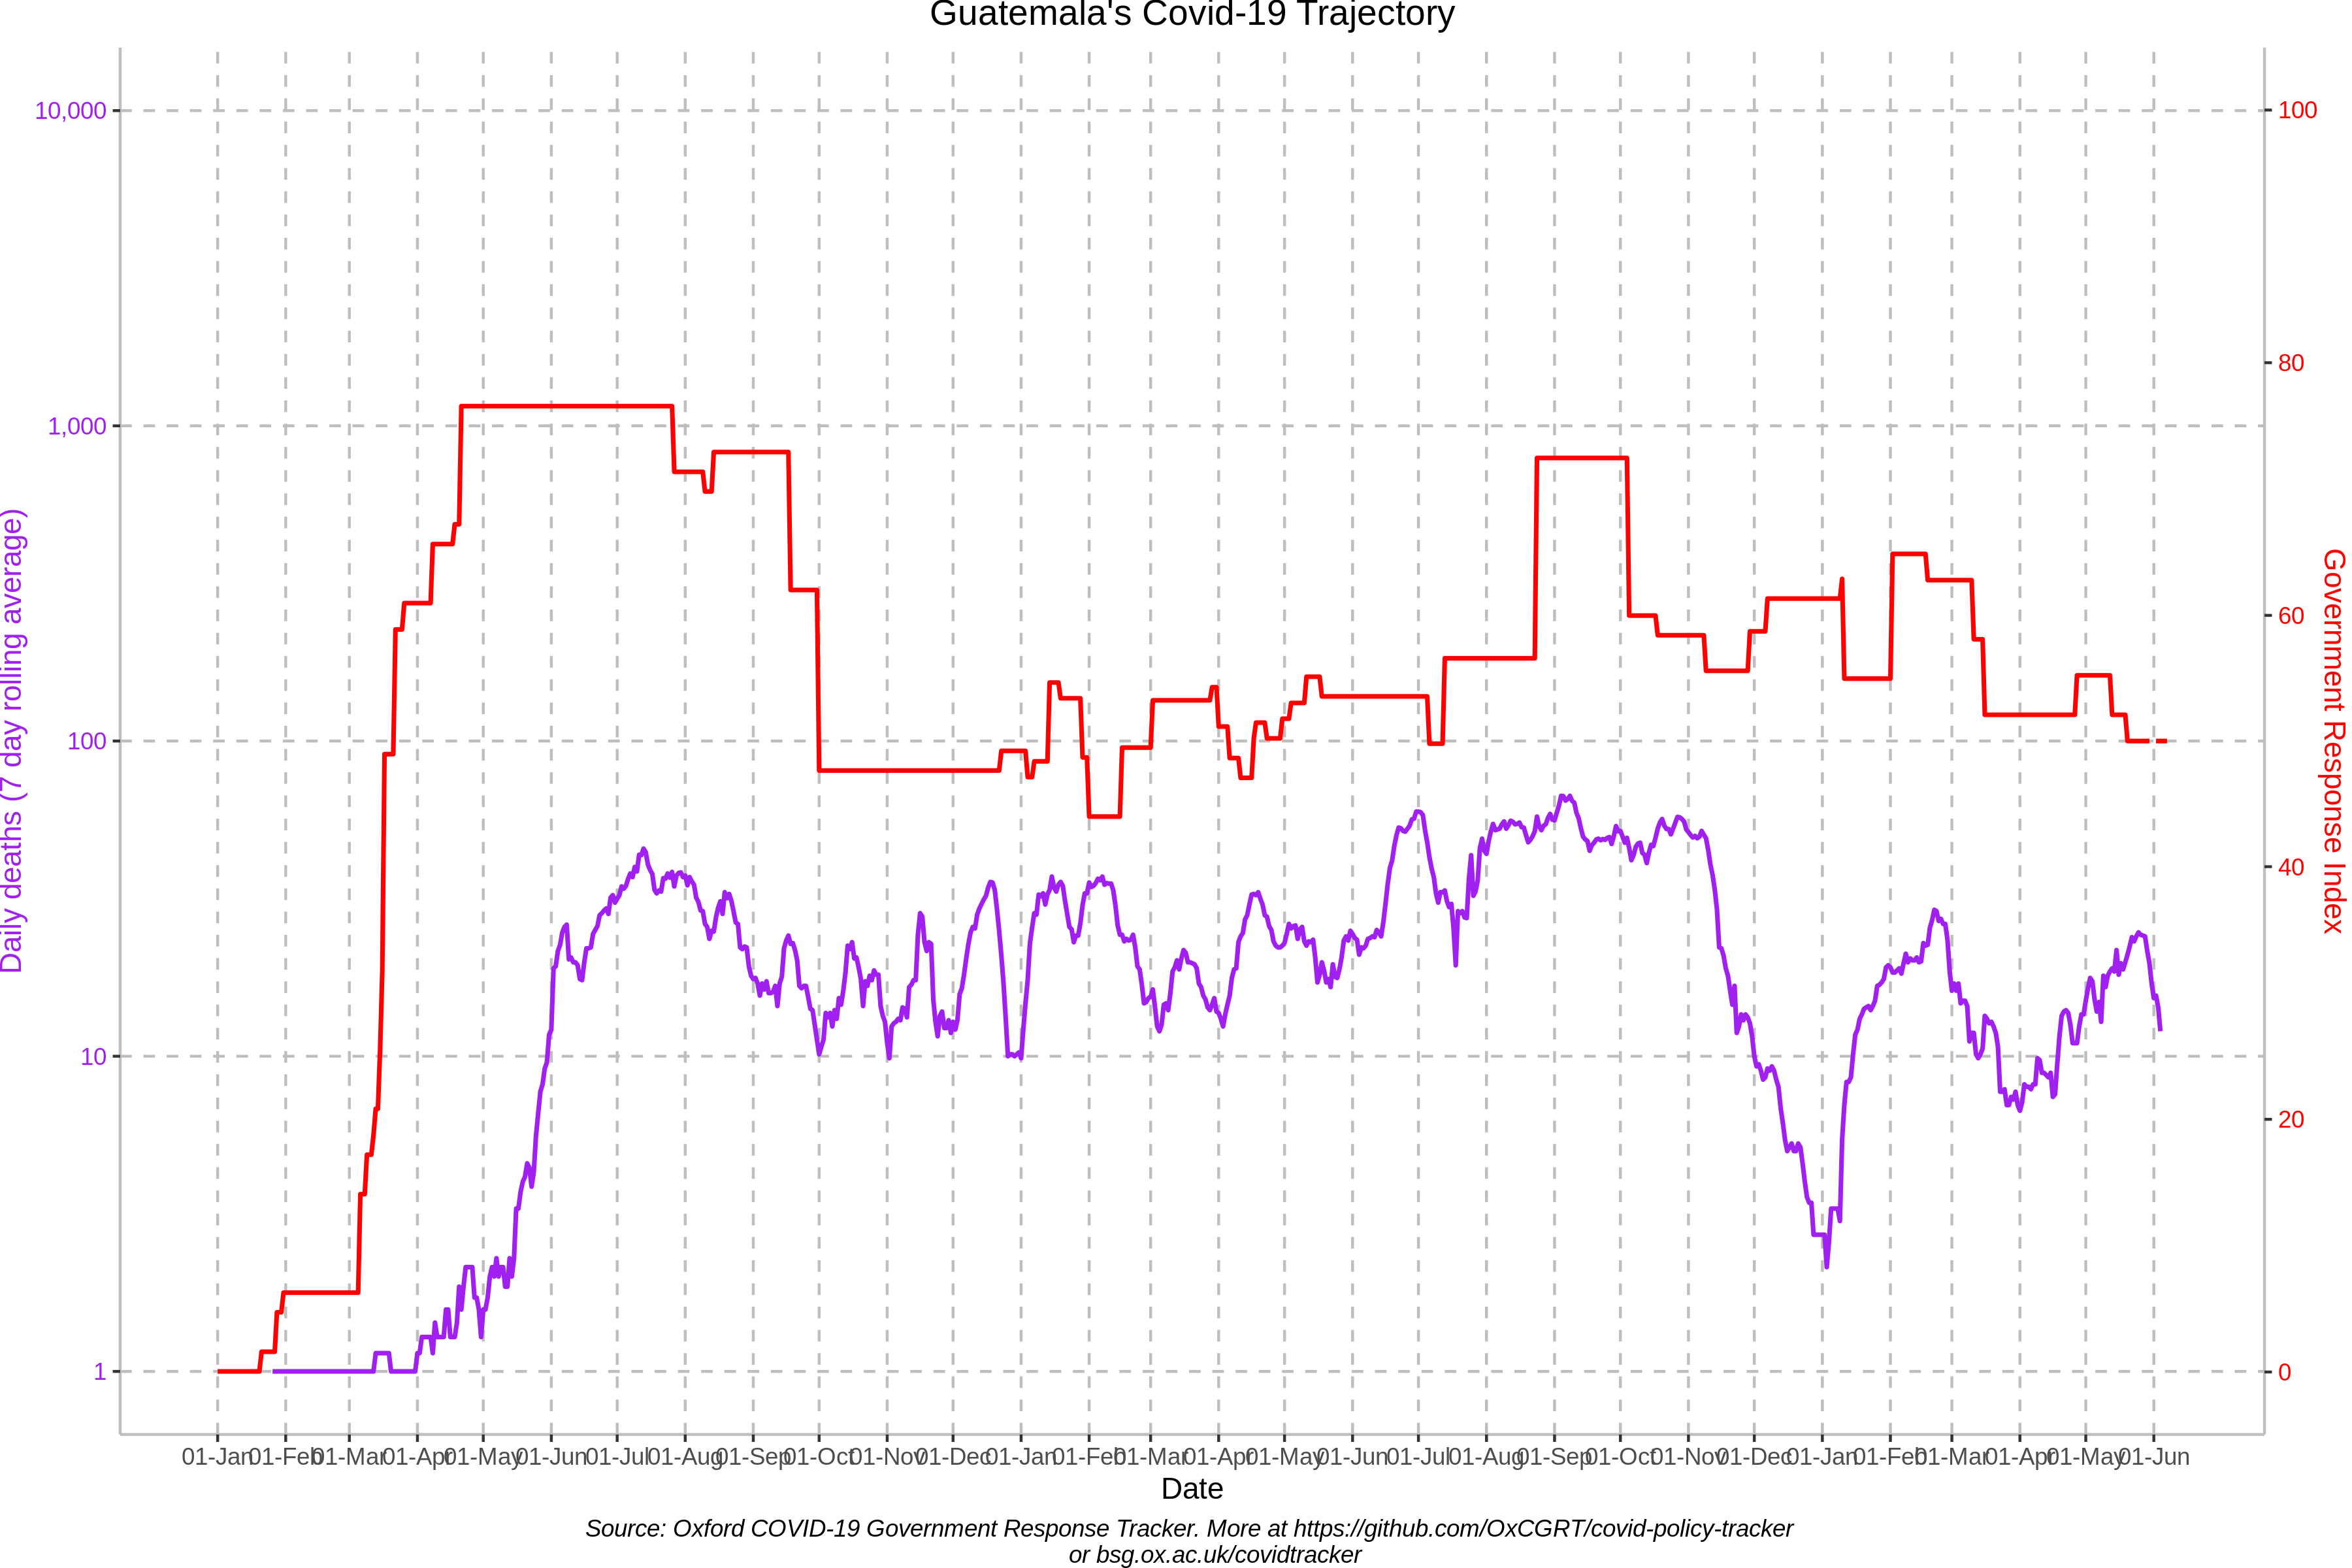 Guatemala's Covid-19 Trajectory
10,000
1,000
100
10
1
Daily deaths (7 day rolling average)
100
80
60
40
20
0
Government Response Index
01-Jan 01-Feb 01-Mar 01-Apr 01-May 01-Jun 01-Jul 01-Aug 01-Sep 01-Oct 01-Nov 01-Dec 01-Jan 01-Feb 01-Mar 01-Apr 01-May 01-Jun 01-Jul 01-Aug 01-Sep 01-Oct 01-Nov 01-Dec 01-Jan 01-Feb 01-Mar 01-Apr 01-May 01-Jun
Date
Source: Oxford COVID-19 Government Response Tracker. More at https://github.com/OxCGRT/covid-policy-tracker
or bsg.ox.ac.uk/covidtracker